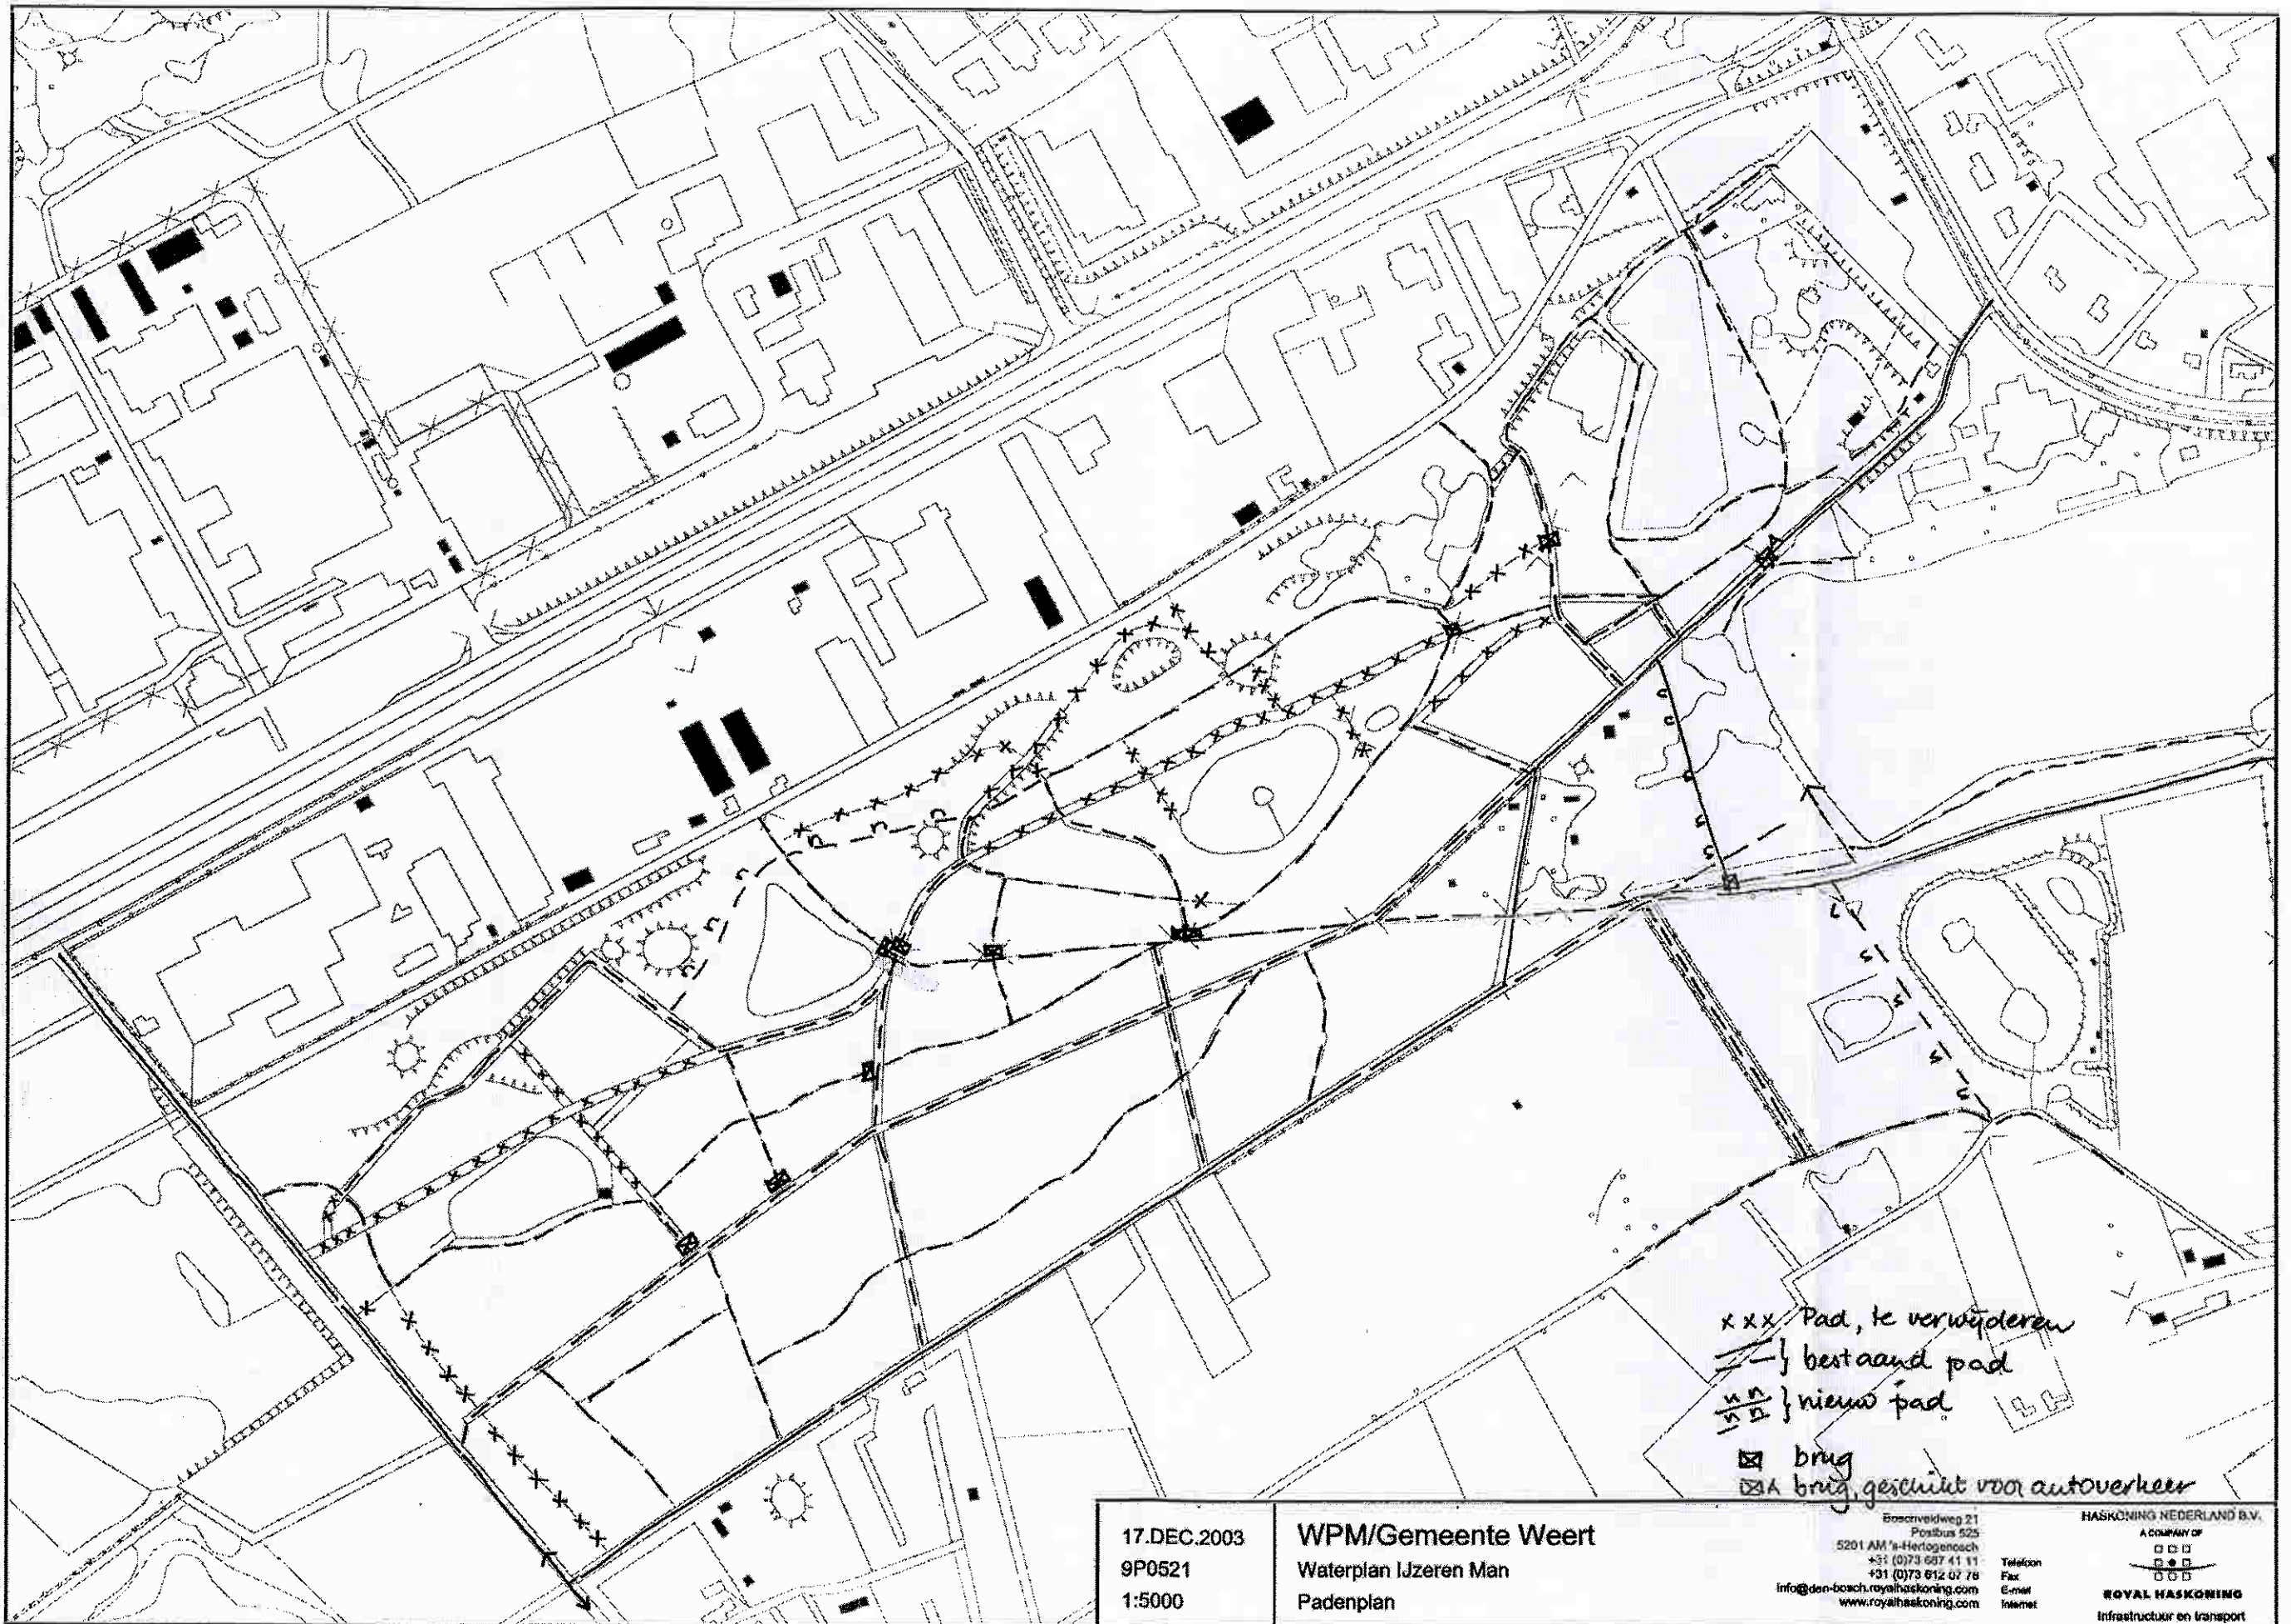 xxx Pad, te verwijderen
bestaand pad
n n
n n } nieuw pad
brug
A brug, geschikt voor autoverkeer
17.DEC.2003
9P0521
1:5000
WPM/Gemeente Weert
Waterplan IJzeren Man
Padenplan
Boschveldweg 21
Postbus 525
5201 AM 's-Hertogenbosch
+31 (0)73 687 41 11 Telefoon
+31 (0)73 612 07 76 Fax
info@den-bosch.royalhaskoning.com E-mail
www.royalhaskoning.com Internet
HASKONING NEDERLAND B.V.
A COMPANY OF
ROYAL HASKONING
Infrastructuur en transport